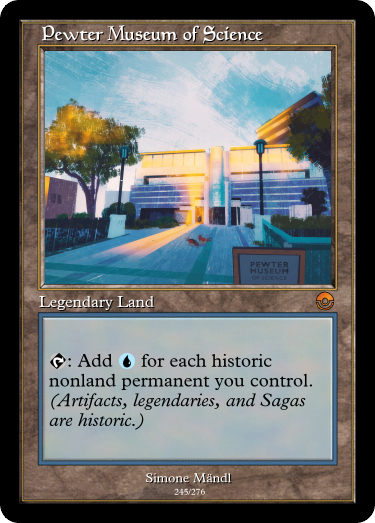 Pewter Museum of Science
PEWTER
MUSEUM
OF SCIENCE
Legendary Land
: Add for each historic
nonland permanent you control.
(Artifacts, legendaries, and Sagas
are historic.)
Simone Mändl
245/276